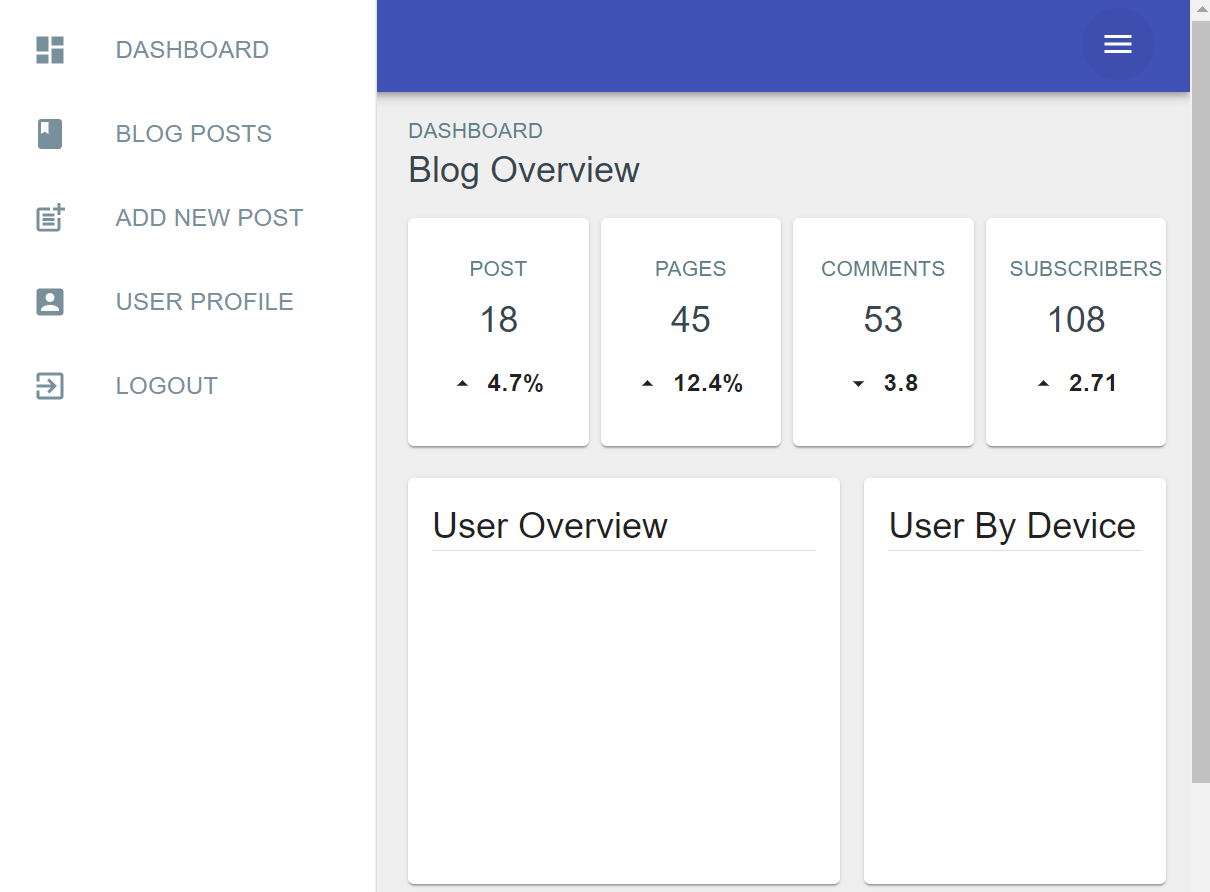 DASHBOARD
BLOG POSTS
ADD NEW POST
USER PROFILE
LOGOUT
DASHBOARD
Blog Overview
POST
18
4.7%
PAGES
45
12.4%
COMMENTS
53
3.8
SUBSCRIBERS
108
2.71
User Overview
User By Device